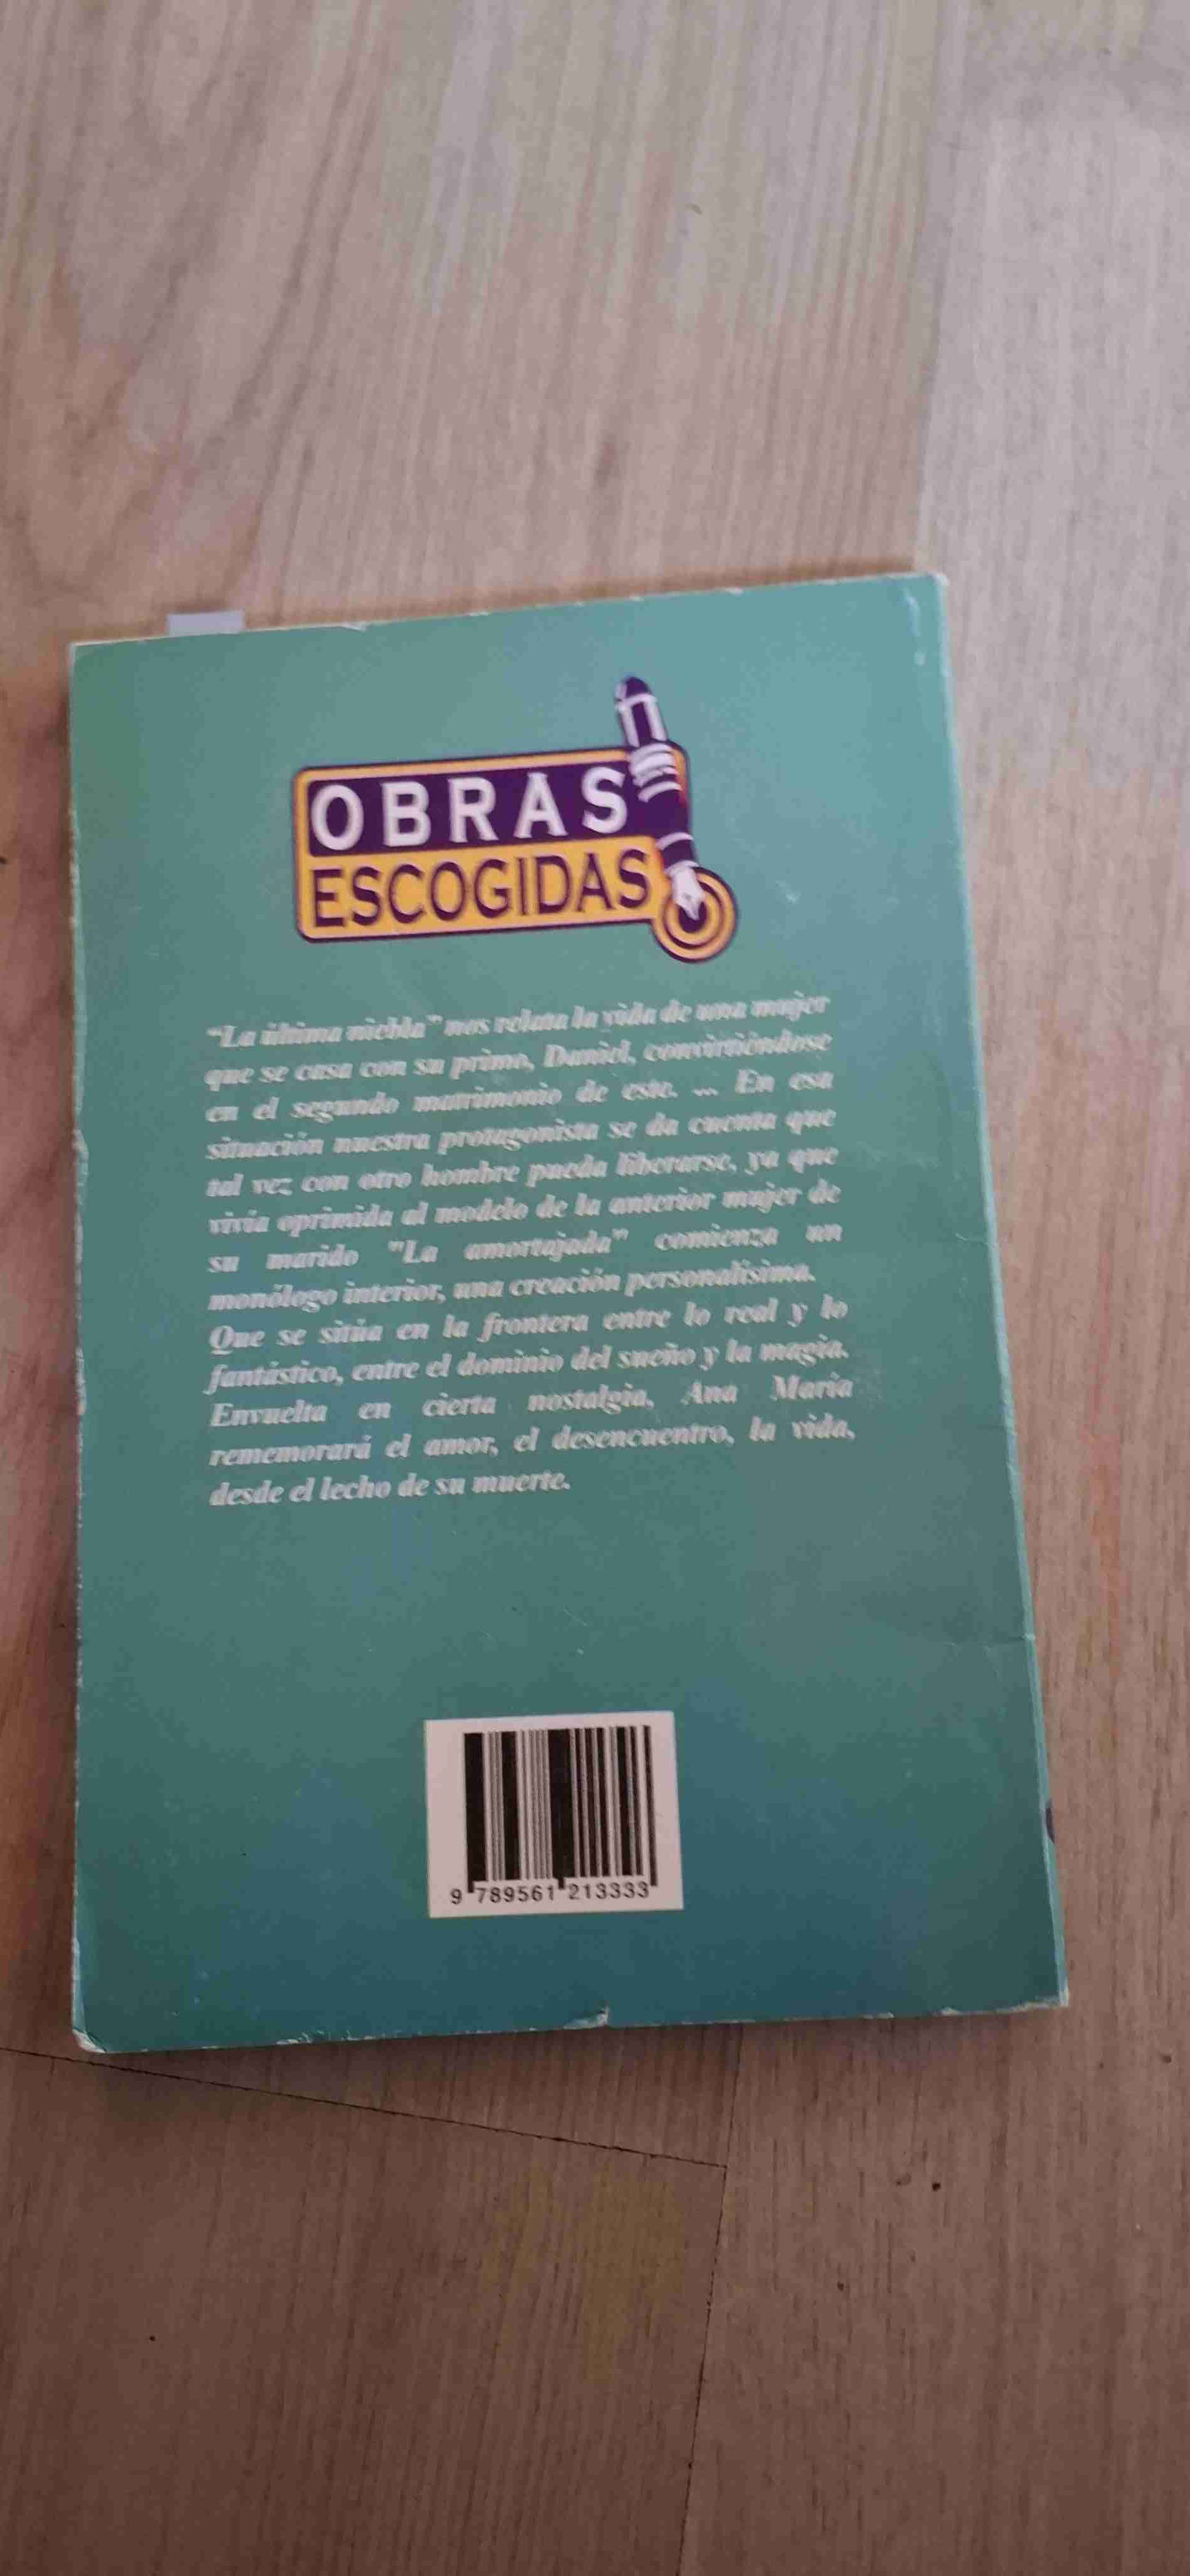 OBRAS
ESCOGIDAS
“La última niebla” nos relata la vida de una mujer
que se casa con su primo, Daniel, convirtiéndose
en el segundo matrimonio de este. ... En esa
situación nuestra protagonista se da cuenta que
tal vez con otro hombre pueda liberarse, ya que
vivía oprimida al modelo de la anterior mujer de
su marido "La amortajada" comienza un
monólogo interior, una creación personalísima.
Que se sitúa en la frontera entre lo real y lo
fantástico, entre el dominio del sueño y la magia.
Envuelta en cierta nostalgia, Ana María
rememorará el amor, el desencuentro, la vida,
desde el lecho de su muerte.
9 789561 213333